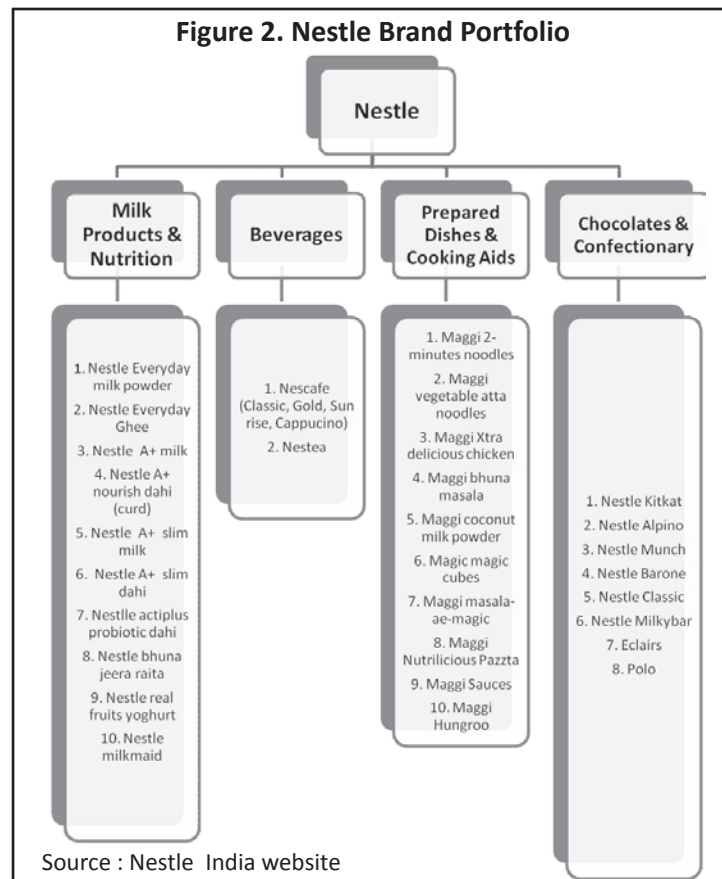 Figure 2. Nestle Brand Portfolio
Nestle
Milk
Products &
Nutrition
Beverages
Prepared
Dishes &
Cooking Aids
Chocolates &
Confectionary
1. Nestle Everyday
milk powder
2. Nestle Everyday
Ghee
3. Nestle A+ milk
4. Nestle A+
nourish dahi
(curd)
5. Nestle A+ slim
milk
6. Nestle A+ slim
dahi
7. Nestlle actiplus
probiotic dahi
8. Nestle bhuna
jeera raita
9. Nestle real
fruits yoghurt
10. Nestle
milkmaid
1. Nescafe
(Classic, Gold, Sun
rise, Cappucino)
2. Nestea
1. Maggi 2-
minutes noodles
2. Maggi
vegetable atta
noodles
3. Maggi Xtra
delicious chicken
4. Maggi bhuna
masala
5. Maggi coconut
milk powder
6. Magic magic
cubes
7. Maggi masala-
ae-magic
8. Maggi
Nutrilicious Pazzta
9. Maggi Sauces
10. Maggi
Hungroo
1. Nestle Kitkat
2. Nestle Alpino
3. Nestle Munch
4. Nestle Barone
5. Nestle Classic
6. Nestle Milkybar
7. Eclairs
8. Polo
Source : Nestle India website